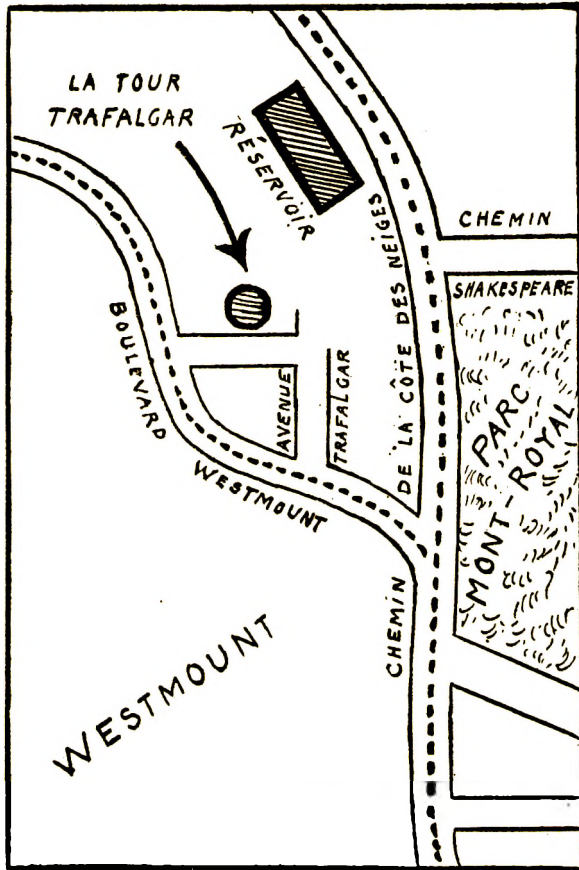 LA TOUR
TRAFALGAR
RÉSERVOIR
CHEMIN
SHAKESPEARE
PARC
MONT-ROYAL
BOULEVARD
WESTMOUNT
AVENUE
TRAFALGAR
CHEMIN
DE LA CÔTE DES NEIGES
WESTMOUNT